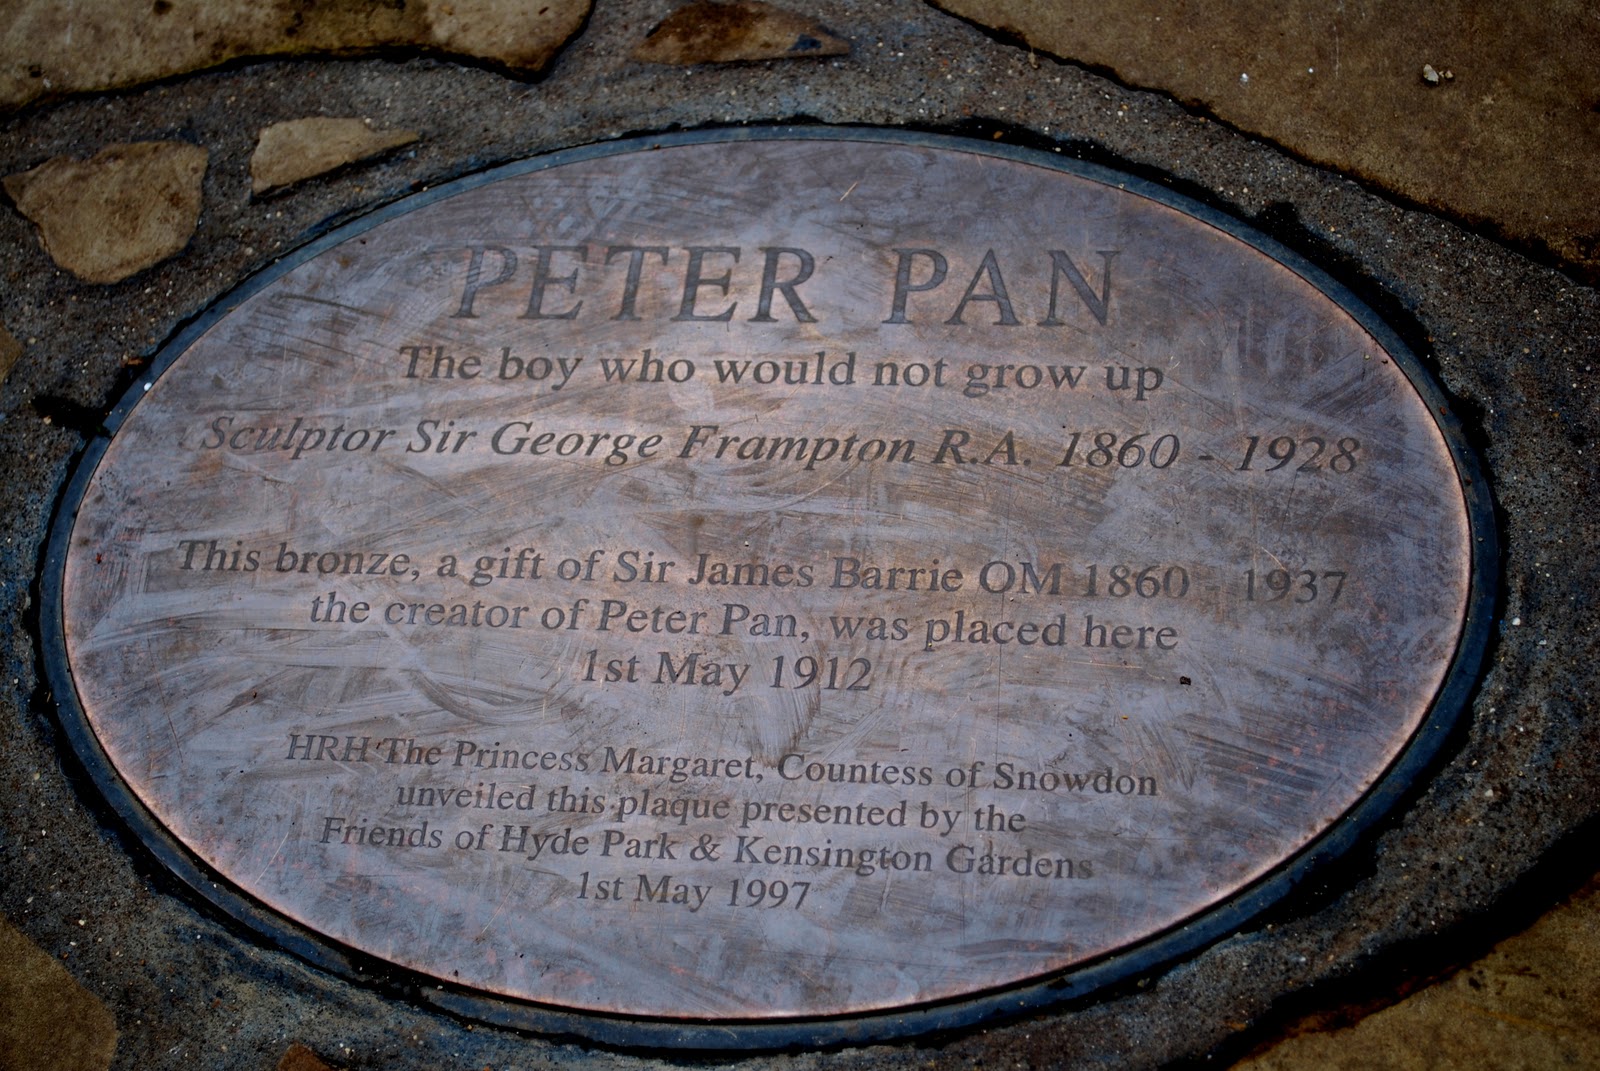 PETER PAN
The boy who would not grow up
Sculptor Sir George Frampton R.A. 1860 - 1928
This bronze, a gift of Sir James Barrie OM 1860 - 1937
the creator of Peter Pan, was placed here
1st May 1912
HRH The Princess Margaret, Countess of Snowdon
unveiled this plaque presented by the
Friends of Hyde Park & Kensington Gardens
1st May 1997